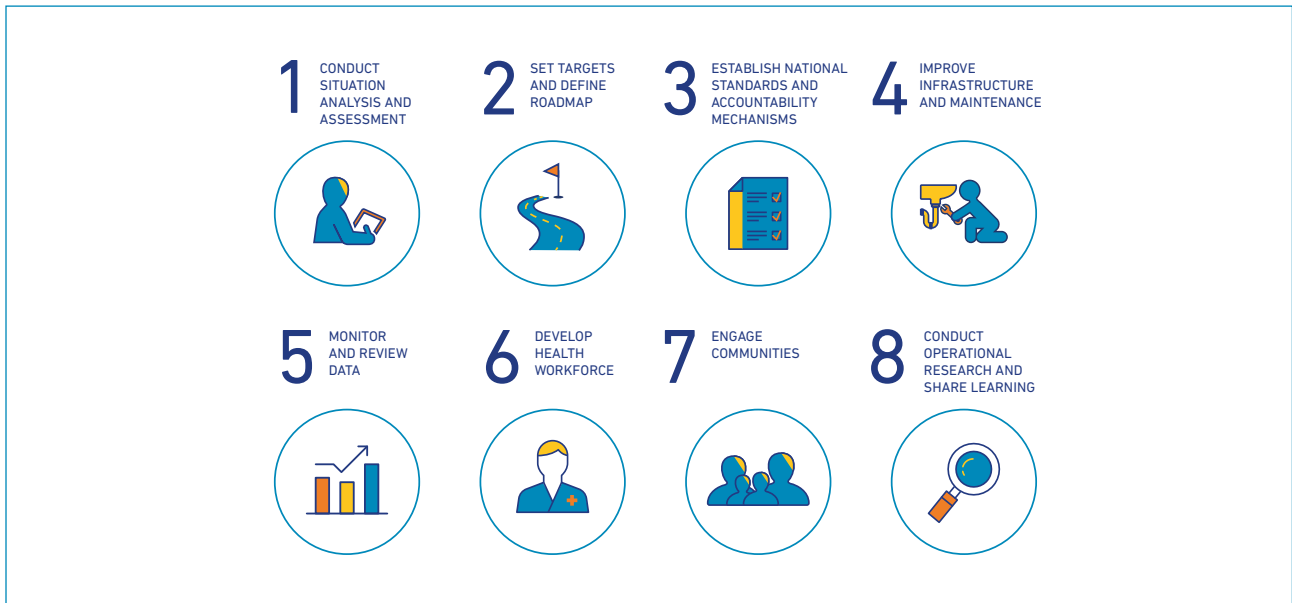 1
CONDUCT
SITUATION
ANALYSIS AND
ASSESSMENT
2
SET TARGETS
AND DEFINE
ROADMAP
3
ESTABLISH NATIONAL
STANDARDS AND
ACCOUNTABILITY
MECHANISMS
4
IMPROVE
INFRASTRUCTURE
AND MAINTENANCE
5
MONITOR
AND REVIEW
DATA
6
DEVELOP
HEALTH
WORKFORCE
7
ENGAGE
COMMUNITIES
8
CONDUCT
OPERATIONAL
RESEARCH AND
SHARE LEARNING